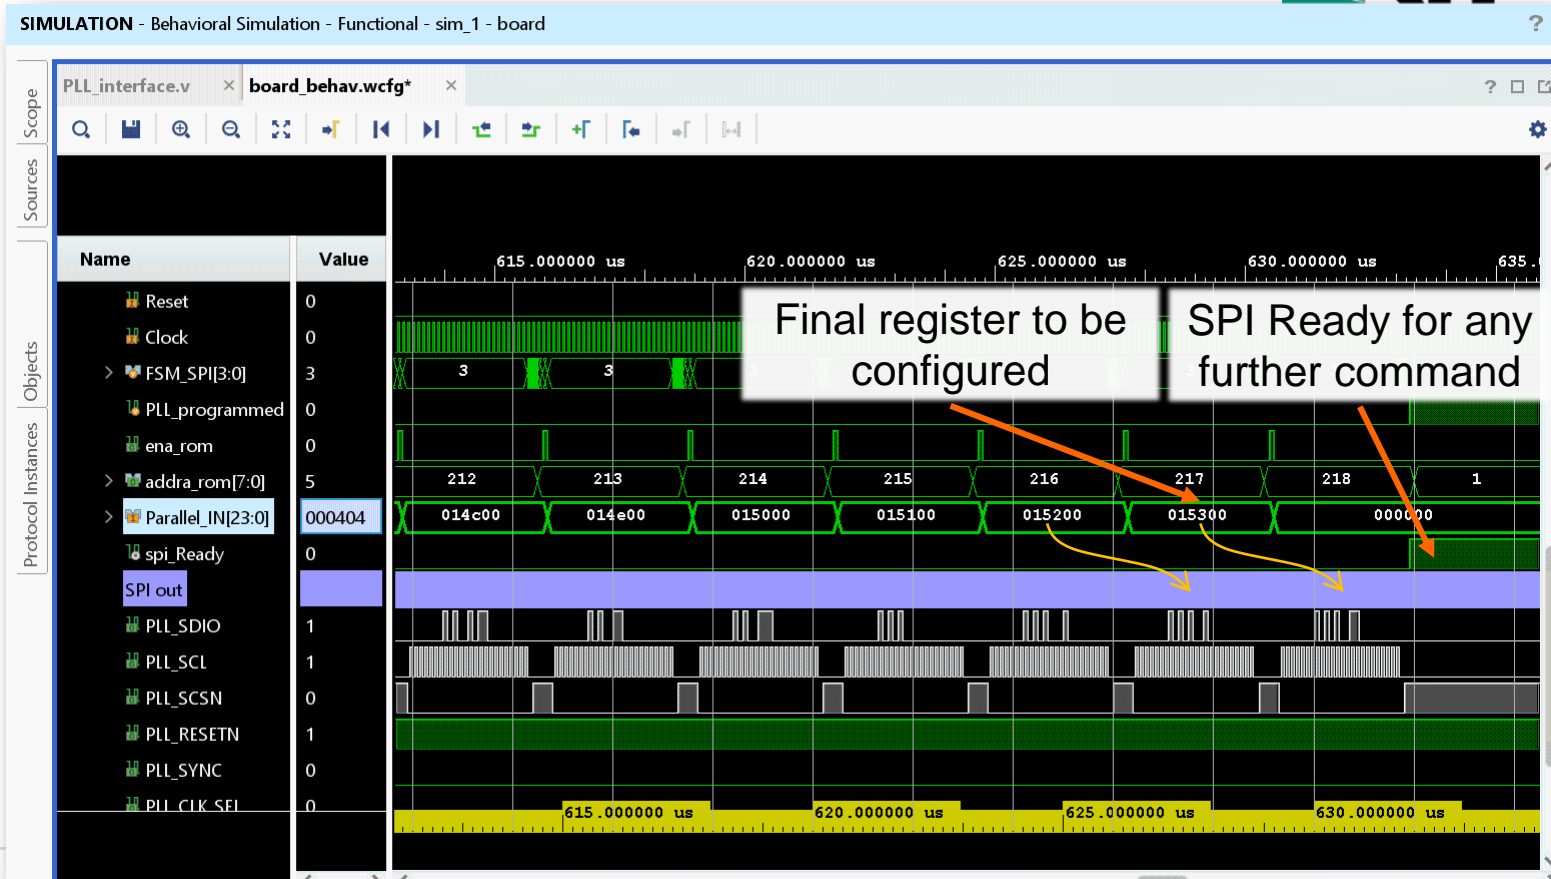 SIMULATION - Behavioral Simulation - Functional - sim_1 - board ?
Scope
Sources
Objects
Protocol Instances
PLL_interface.v × board_behav.wcfg* × ?
Name Value
615.000000 us 620.000000 us 625.000000 us 630.000000 us 635.
Final register to be
configured
SPI Ready for any
further command
Reset 0
Clock 0
FSM_SPI[3:0] 3 3 3
PLL_programmed 0
ena_rom 0
addra_rom[7:0] 5 212 213 214 215 216 217 218 1
Parallel_IN[23:0] 000404 014c00 014e00 015000 015100 015200 015300 000000
spi_Ready 0
SPI out
PLL_SDIO 1
PLL_SCL 1
PLL_SCSN 0
PLL_RESETN 1
PLL_SYNC 0
PLL_CLK_SEL 0
615.000000 us 620.000000 us 625.000000 us 630.000000 us